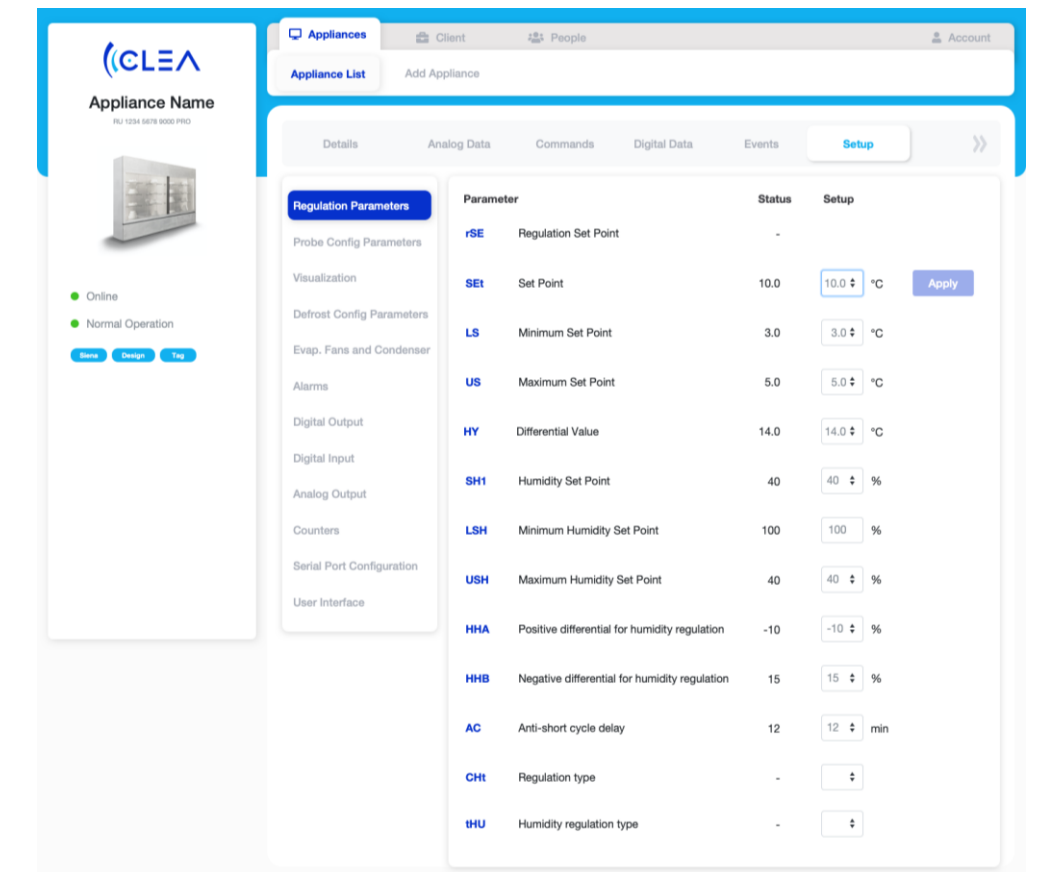 CLEA
Appliance Name
RU 1234 5678 9000 PRO
Online
Normal Operation
Siena Design Tag
Appliances Client People Account
Appliance List Add Appliance
Details Analog Data Commands Digital Data Events Setup
Regulation Parameters
Probe Config Parameters
Visualization
Defrost Config Parameters
Evap. Fans and Condenser
Alarms
Digital Output
Digital Input
Analog Output
Counters
Serial Port Configuration
User Interface
Parameter Status Setup
rSE Regulation Set Point -
SEt Set Point 10.0 10.0 °C Apply
LS Minimum Set Point 3.0 3.0 °C
US Maximum Set Point 5.0 5.0 °C
HY Differential Value 14.0 14.0 °C
SH1 Humidity Set Point 40 40 %
LSH Minimum Humidity Set Point 100 100 %
USH Maximum Humidity Set Point 40 40 %
HHA Positive differential for humidity regulation -10 -10 %
HHB Negative differential for humidity regulation 15 15 %
AC Anti-short cycle delay 12 12 min
CHt Regulation type -
tHU Humidity regulation type -